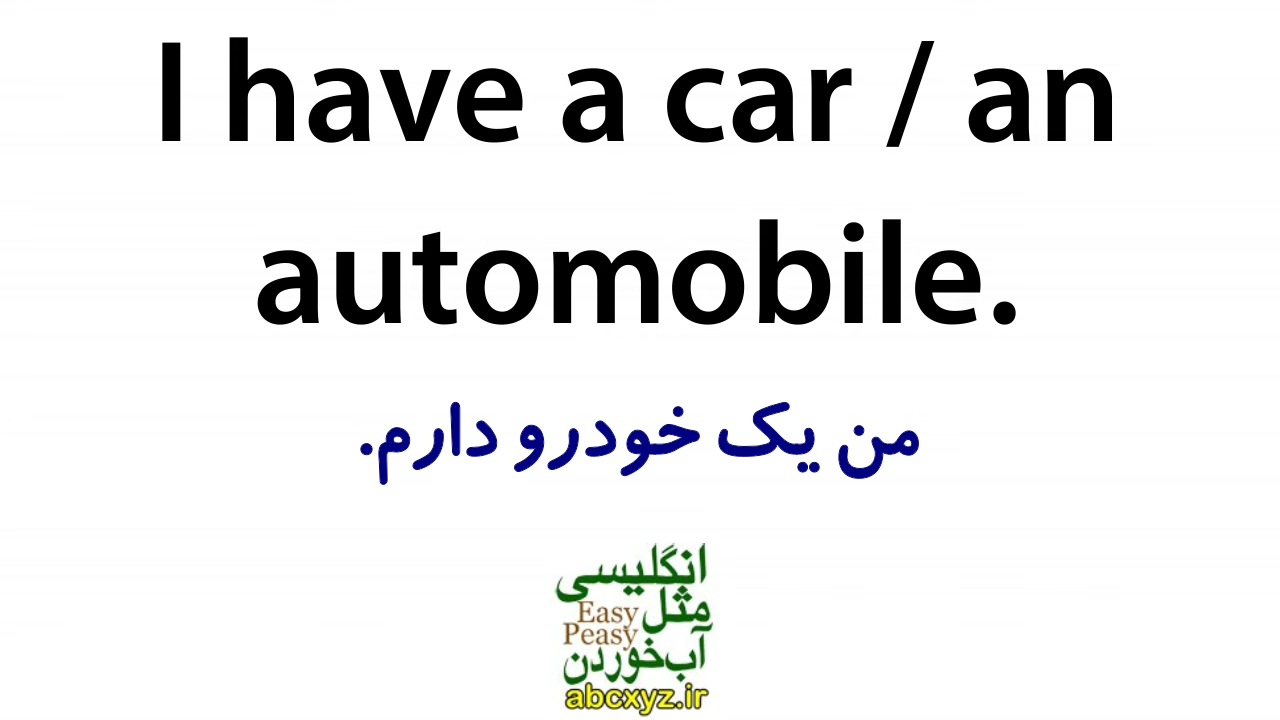 I have a car / an
automobile.
من یک خودرو دارم.
انگلیسی
مثل Easy
Peasy
آب‌خوردن
abcxyz.ir